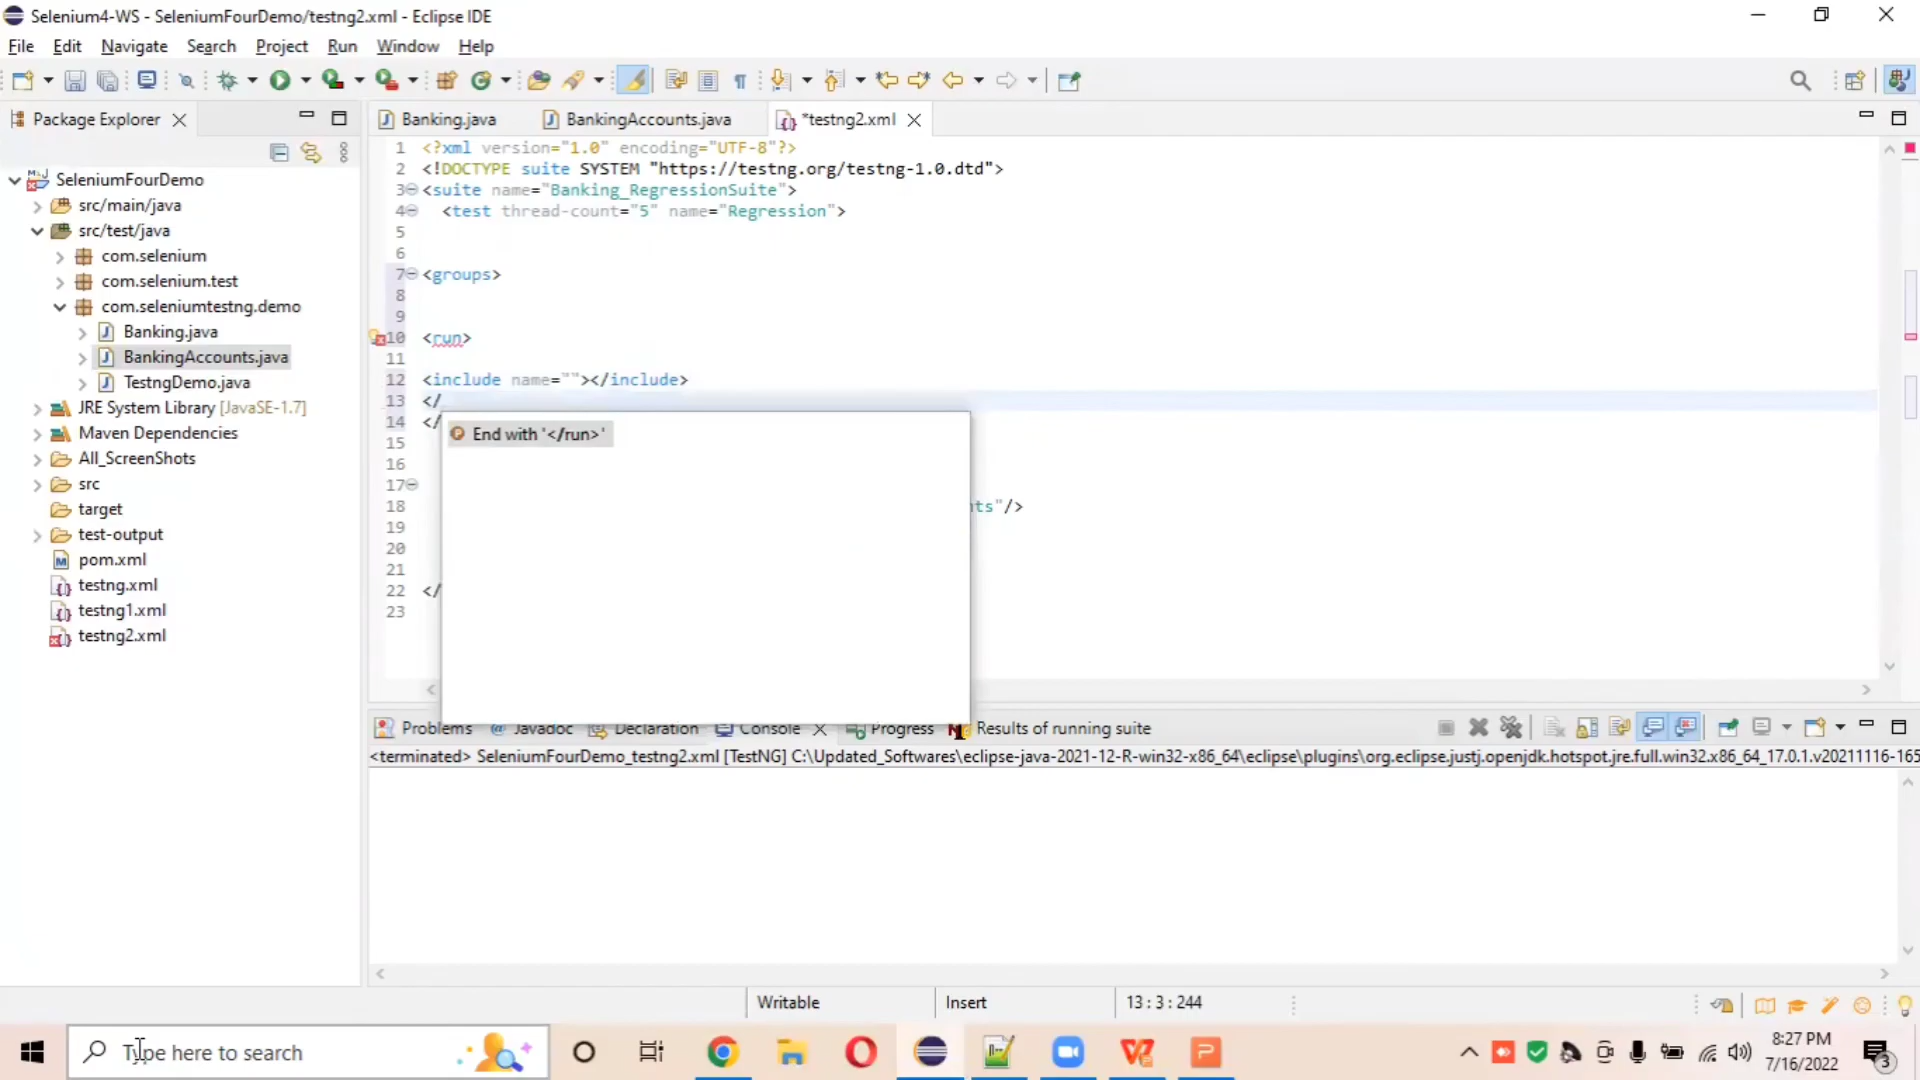 Selenium4-WS - SeleniumFourDemo/testng2.xml - Eclipse IDE
File Edit Navigate Search Project Run Window Help
Package Explorer
Banking.java
BankingAccounts.java
*testng2.xml
SeleniumFourDemo
src/main/java
src/test/java
com.selenium
com.selenium.test
com.seleniumtestng.demo
Banking.java
BankingAccounts.java
TestngDemo.java
JRE System Library [JavaSE-1.7]
Maven Dependencies
All_ScreenShots
src
target
test-output
pom.xml
testng.xml
testng1.xml
testng2.xml
1 <?xml version="1.0" encoding="UTF-8"?>
2 <!DOCTYPE suite SYSTEM "https://testng.org/testng-1.0.dtd">
3 <suite name="Banking_RegressionSuite">
4 <test thread-count="5" name="Regression">
5
6
7 <groups>
8
9
10 <run>
11
12 <include name=""></include>
13 </
14 </
15
16
17
18 nts"/>
19
20
21
22 </
23
End with '</run>'
Problems
Javadoc
Declaration
Console
Progress
Results of running suite
<terminated> SeleniumFourDemo_testng2.xml [TestNG] C:\Updated_Softwares\eclipse-java-2021-12-R-win32-x86_64\eclipse\plugins\org.eclipse.justj.openjdk.hotspot.jre.full.win32.x86_64_17.0.1.v20211116-165
Writable
Insert
13 : 3 : 244
Type here to search
8:27 PM
7/16/2022
3